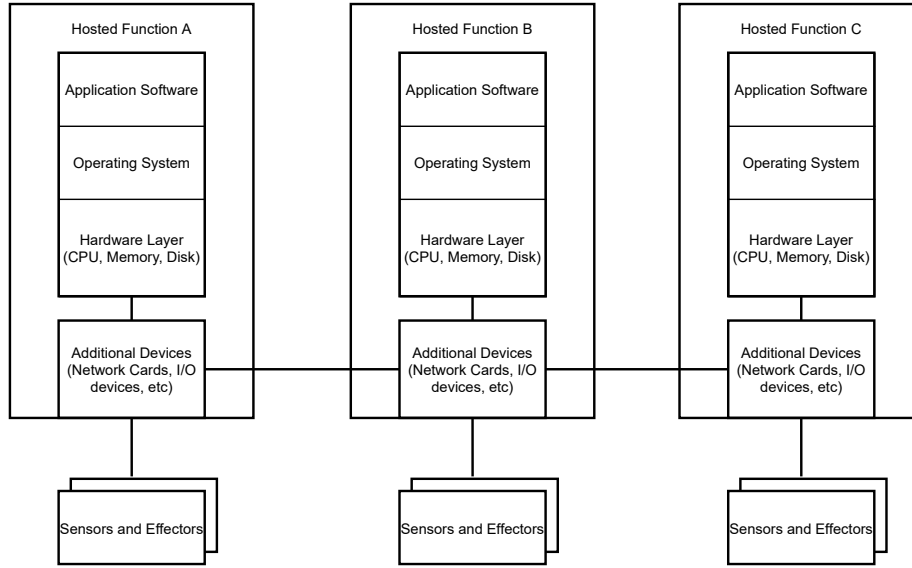 Hosted Function A
Application Software
Operating System
Hardware Layer
(CPU, Memory, Disk)
Additional Devices
(Network Cards, I/O
devices, etc)
Sensors and Effectors
Hosted Function B
Application Software
Operating System
Hardware Layer
(CPU, Memory, Disk)
Additional Devices
(Network Cards, I/O
devices, etc)
Sensors and Effectors
Hosted Function C
Application Software
Operating System
Hardware Layer
(CPU, Memory, Disk)
Additional Devices
(Network Cards, I/O
devices, etc)
Sensors and Effectors